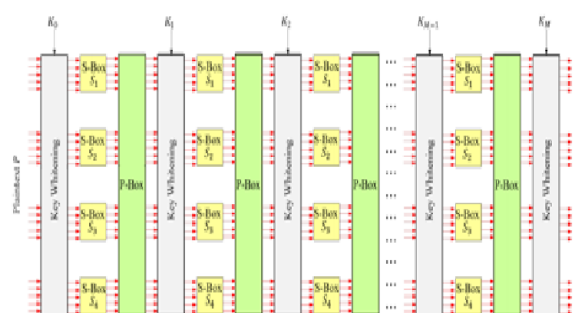 K₀
K₁
K₂
K_{M-1}
K_M
Plaintext P
Key Whitening
S-Box
S₁
S-Box
S₂
S-Box
S₃
S-Box
S₄
P-Box
Key Whitening
S-Box
S₁
S-Box
S₂
S-Box
S₃
S-Box
S₄
P-Box
Key Whitening
S-Box
S₁
S-Box
S₂
S-Box
S₃
S-Box
S₄
P-Box
...
...
...
...
...
...
...
...
Key Whitening
S-Box
S₁
S-Box
S₂
S-Box
S₃
S-Box
S₄
P-Box
Key Whitening